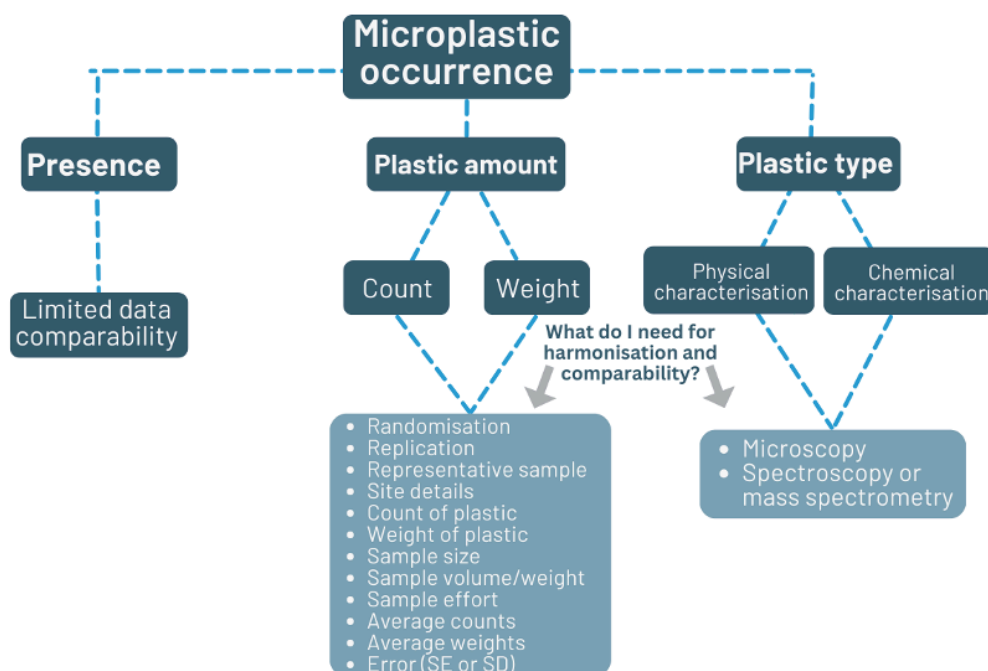 Microplastic
occurrence
Presence
Plastic amount
Plastic type
Limited data
comparability
Count
Weight
Physical
characterisation
Chemical
characterisation
What do I need for
harmonisation and
comparability?
• Randomisation
• Replication
• Representative sample
• Site details
• Count of plastic
• Weight of plastic
• Sample size
• Sample volume/weight
• Sample effort
• Average counts
• Average weights
• Error (SE or SD)
• Microscopy
• Spectroscopy or
mass spectrometry